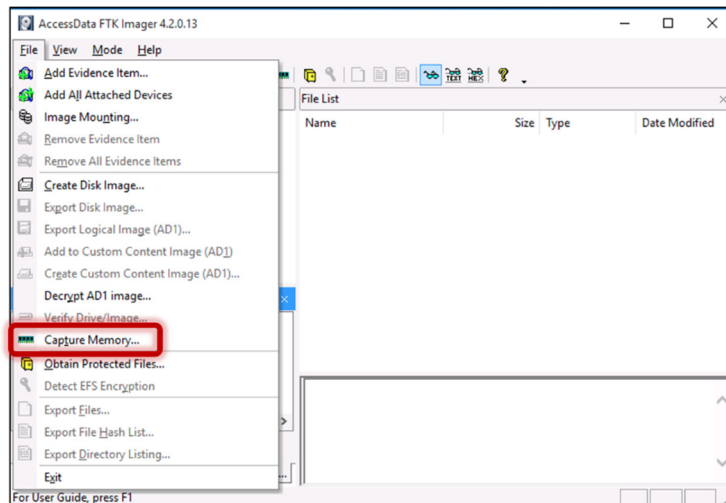 AccessData FTK Imager 4.2.0.13
File View Mode Help
Add Evidence Item...
Add All Attached Devices
Image Mounting...
Remove Evidence Item
Remove All Evidence Items
Create Disk Image...
Export Disk Image...
Export Logical Image (AD1)...
Add to Custom Content Image (AD1)
Create Custom Content Image (AD1)...
Decrypt AD1 image...
Verify Drive/Image...
Capture Memory...
Obtain Protected Files...
Detect EFS Encryption
Export Files...
Export File Hash List...
Export Directory Listing...
Exit
TEXT HEX
File List
Name Size Type Date Modified
For User Guide, press F1